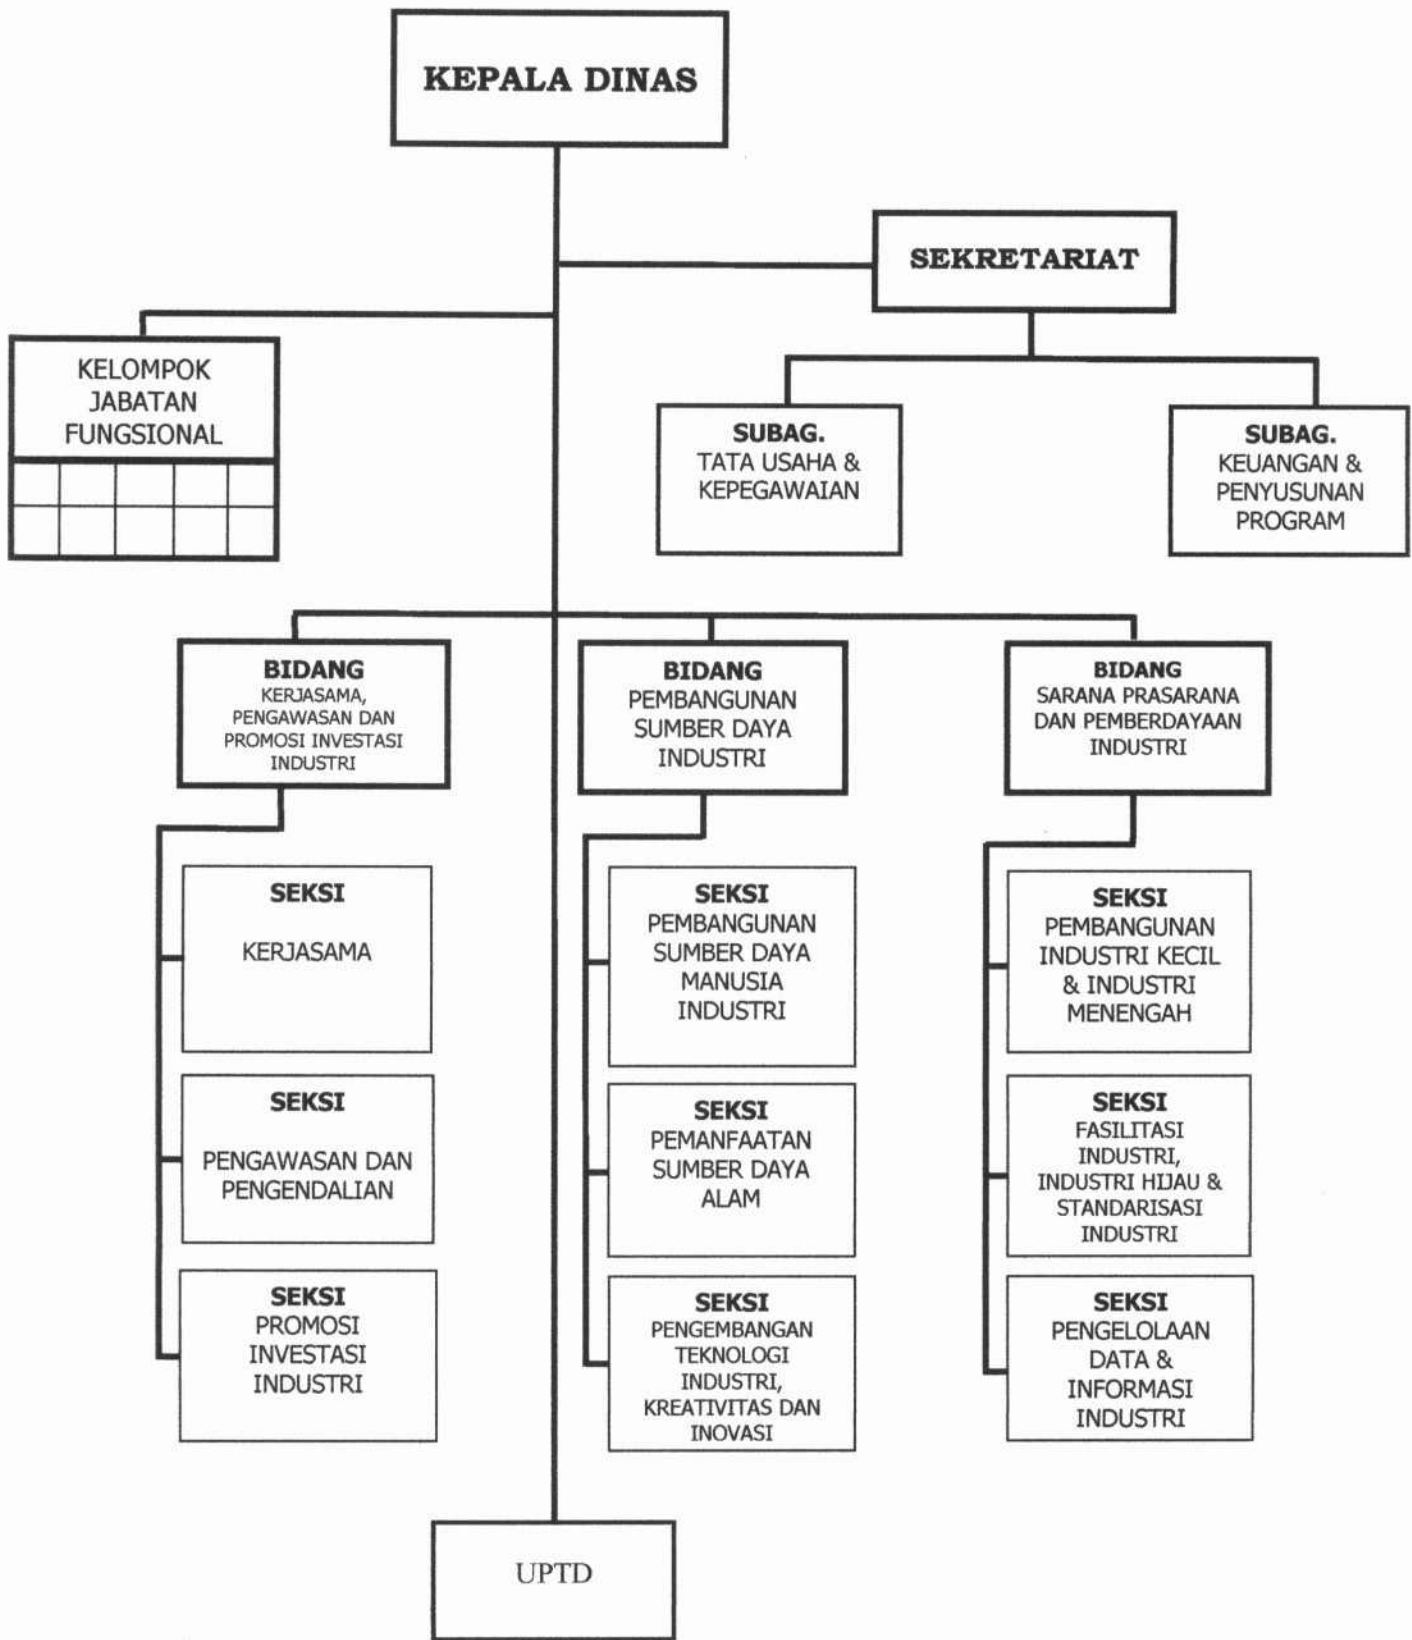 KEPALA DINAS
SEKRETARIAT
KELOMPOK
JABATAN
FUNGSIONAL
SUBAG.
TATA USAHA &
KEPEGAWAIAN
SUBAG.
KEUANGAN &
PENYUSUNAN
PROGRAM
BIDANG
KERJASAMA,
PENGAWASAN DAN
PROMOSI INVESTASI
INDUSTRI
BIDANG
PEMBANGUNAN
SUMBER DAYA
INDUSTRI
BIDANG
SARANA PRASARANA
DAN PEMBERDAYAAN
INDUSTRI
SEKSI
KERJASAMA
SEKSI
PENGAWASAN DAN
PENGENDALIAN
SEKSI
PROMOSI
INVESTASI
INDUSTRI
SEKSI
PEMBANGUNAN
SUMBER DAYA
MANUSIA
INDUSTRI
SEKSI
PEMANFAATAN
SUMBER DAYA
ALAM
SEKSI
PENGEMBANGAN
TEKNOLOGI
INDUSTRI,
KREATIVITAS DAN
INOVASI
SEKSI
PEMBANGUNAN
INDUSTRI KECIL
& INDUSTRI
MENENGAH
SEKSI
FASILITASI
INDUSTRI,
INDUSTRI HIJAU &
STANDARISASI
INDUSTRI
SEKSI
PENGELOLAAN
DATA &
INFORMASI
INDUSTRI
UPTD